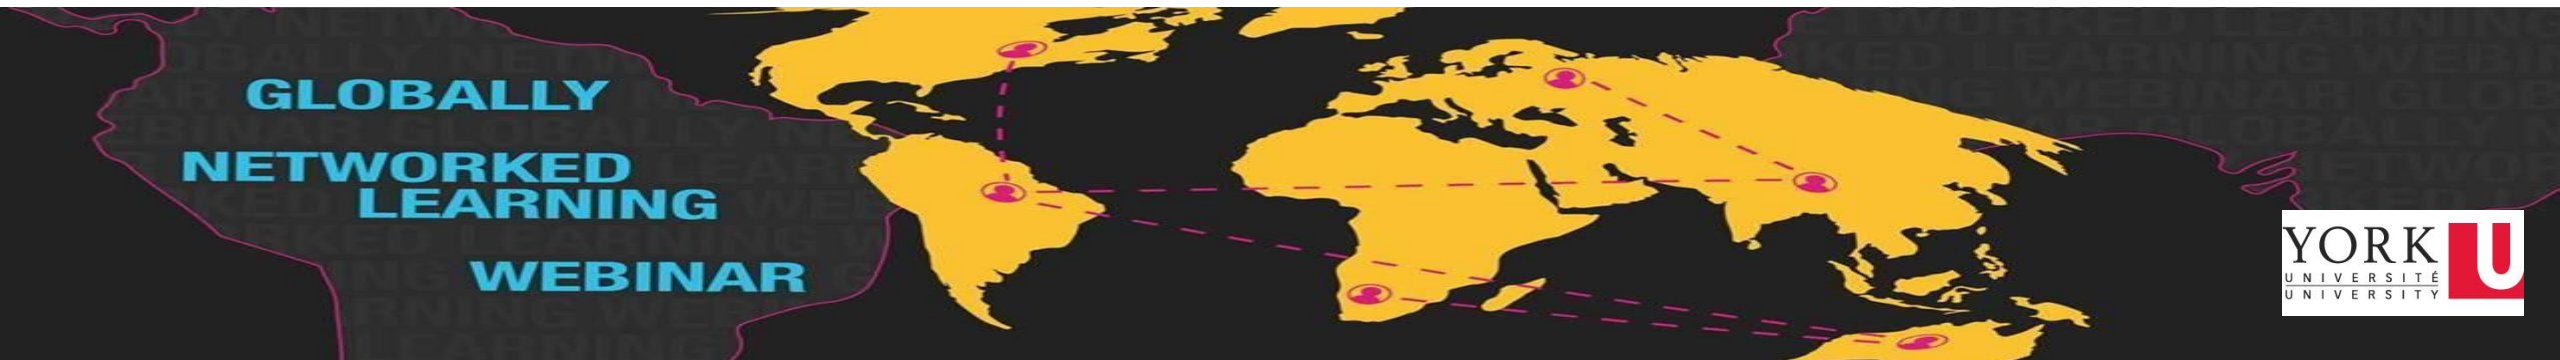 GLOBALLY
NETWORKED
LEARNING
WEBINAR
YORK U
UNIVERSITÉ
UNIVERSITY